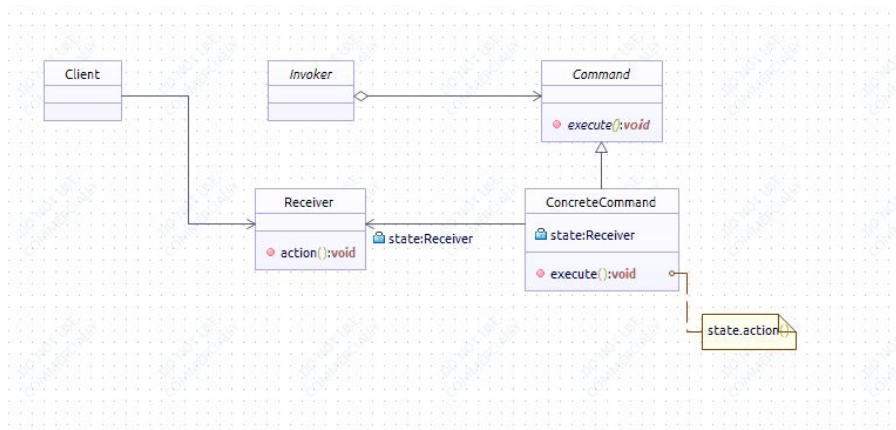 Client
Invoker
Command
execute():void
Receiver
action():void
state:Receiver
ConcreteCommand
state:Receiver
execute():void
state.action()